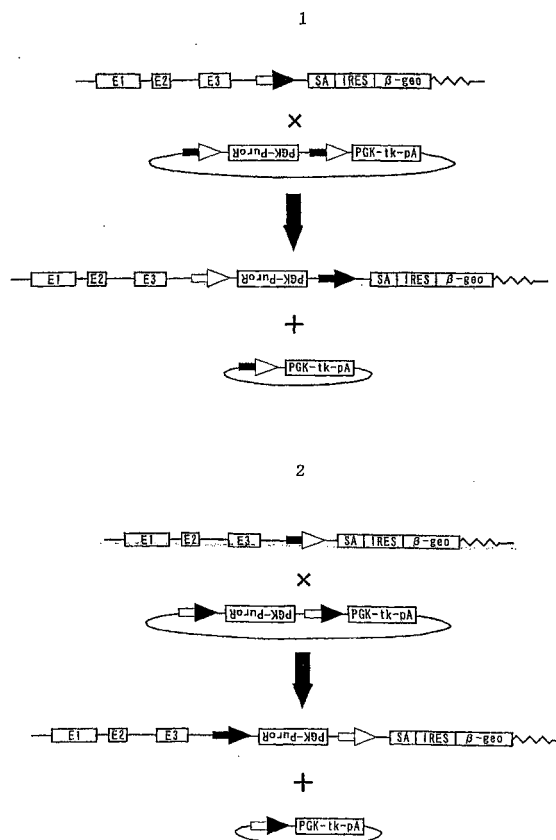 1
E1 E2 E3 SA IRES β-geo
×
PGK-PuroR PGK-tk-pA
E1 E2 E3 PGK-PuroR SA IRES β-geo
+
PGK-tk-pA
2
E1 E2 E3 SA IRES β-geo
×
PGK-PuroR PGK-tk-pA
E1 E2 E3 PGK-PuroR SA IRES β-geo
+
PGK-tk-pA